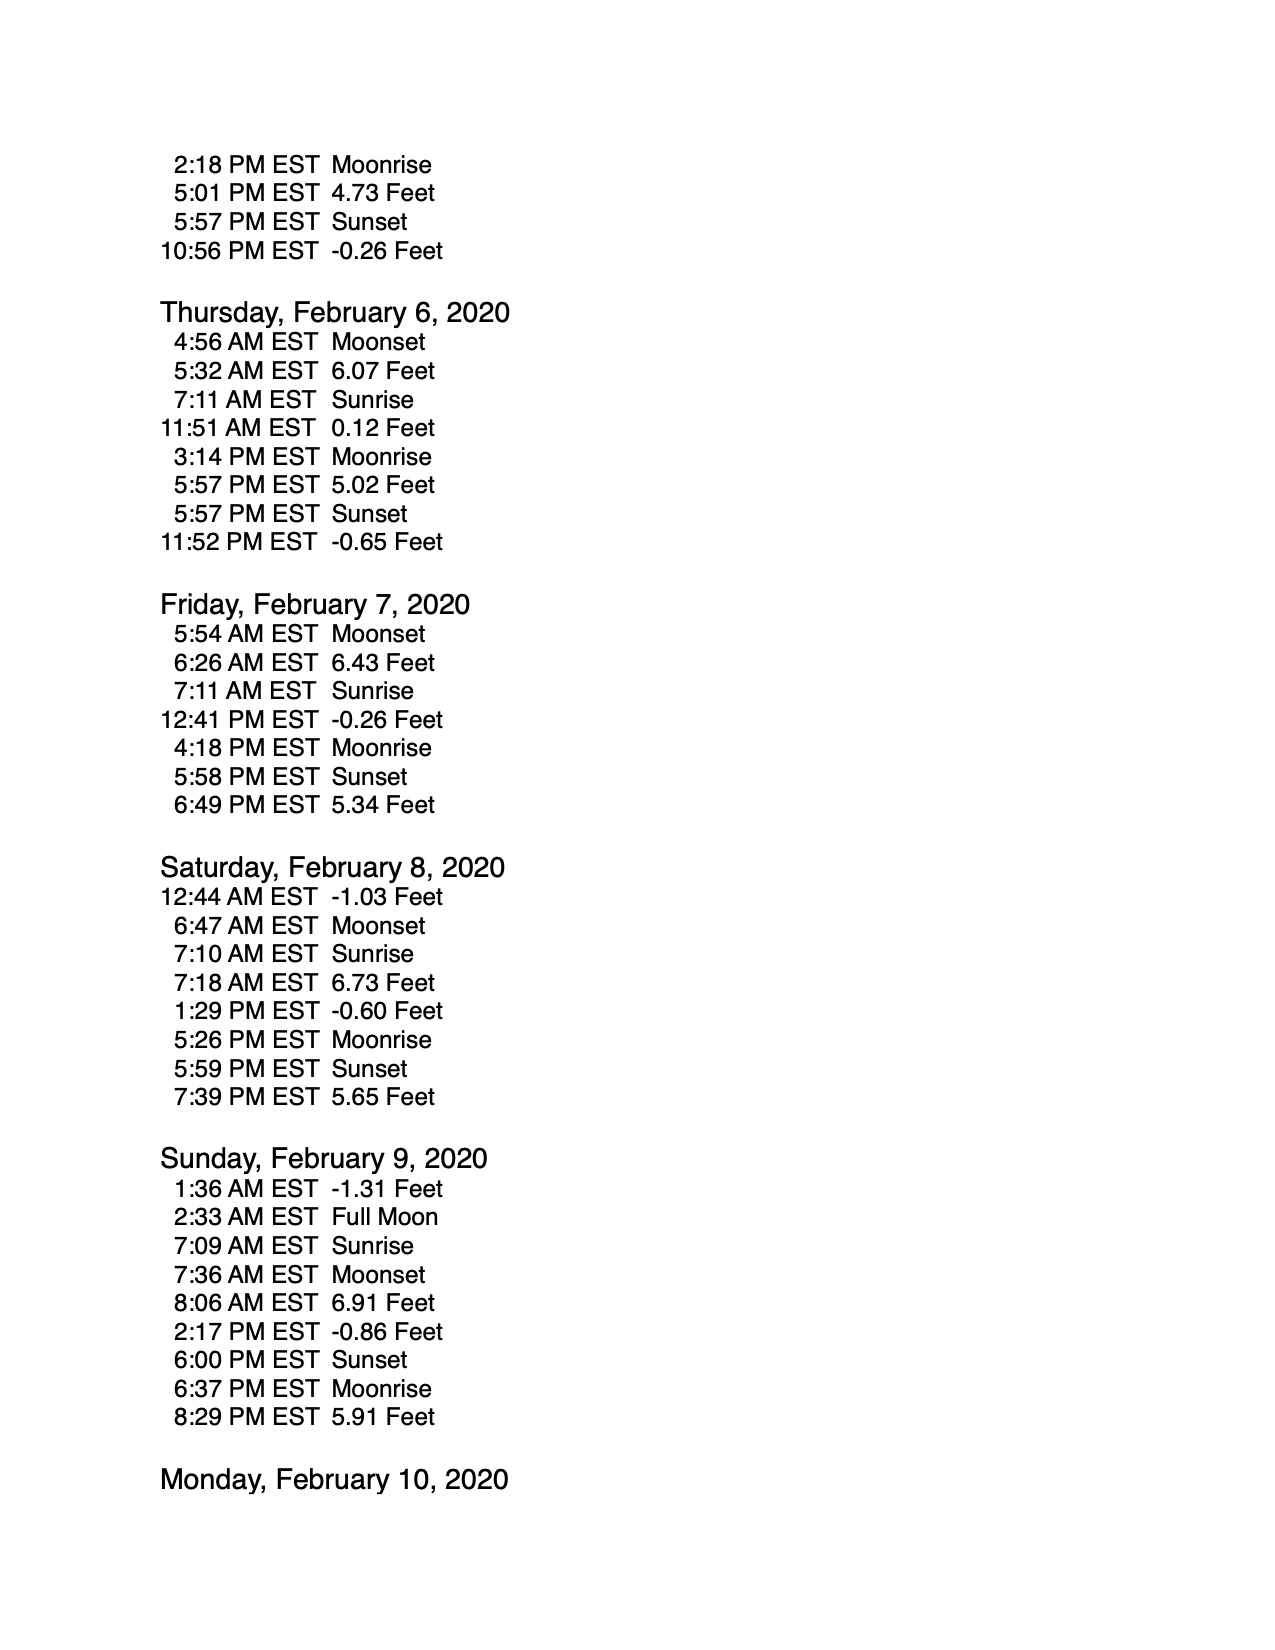 2:18 PM EST Moonrise
5:01 PM EST 4.73 Feet
5:57 PM EST Sunset
10:56 PM EST -0.26 Feet
Thursday, February 6, 2020
4:56 AM EST Moonset
5:32 AM EST 6.07 Feet
7:11 AM EST Sunrise
11:51 AM EST 0.12 Feet
3:14 PM EST Moonrise
5:57 PM EST 5.02 Feet
5:57 PM EST Sunset
11:52 PM EST -0.65 Feet
Friday, February 7, 2020
5:54 AM EST Moonset
6:26 AM EST 6.43 Feet
7:11 AM EST Sunrise
12:41 PM EST -0.26 Feet
4:18 PM EST Moonrise
5:58 PM EST Sunset
6:49 PM EST 5.34 Feet
Saturday, February 8, 2020
12:44 AM EST -1.03 Feet
6:47 AM EST Moonset
7:10 AM EST Sunrise
7:18 AM EST 6.73 Feet
1:29 PM EST -0.60 Feet
5:26 PM EST Moonrise
5:59 PM EST Sunset
7:39 PM EST 5.65 Feet
Sunday, February 9, 2020
1:36 AM EST -1.31 Feet
2:33 AM EST Full Moon
7:09 AM EST Sunrise
7:36 AM EST Moonset
8:06 AM EST 6.91 Feet
2:17 PM EST -0.86 Feet
6:00 PM EST Sunset
6:37 PM EST Moonrise
8:29 PM EST 5.91 Feet
Monday, February 10, 2020